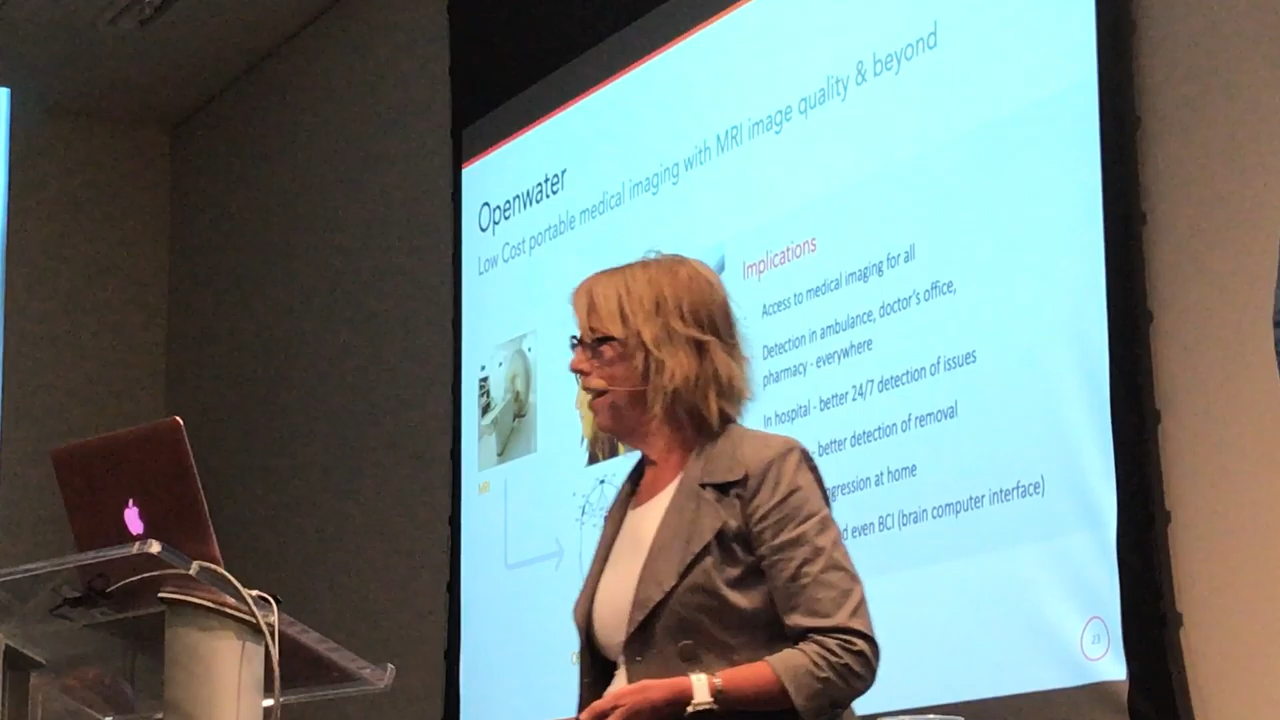 Openwater
Low Cost portable medical imaging with MRI image quality & beyond
Implications
Access to medical imaging for all
Detection in ambulance, doctor's office,
pharmacy - everywhere
In hospital - better 24/7 detection of issues
- better detection of removal
at home
even BCI (brain computer interface)
MRI
23